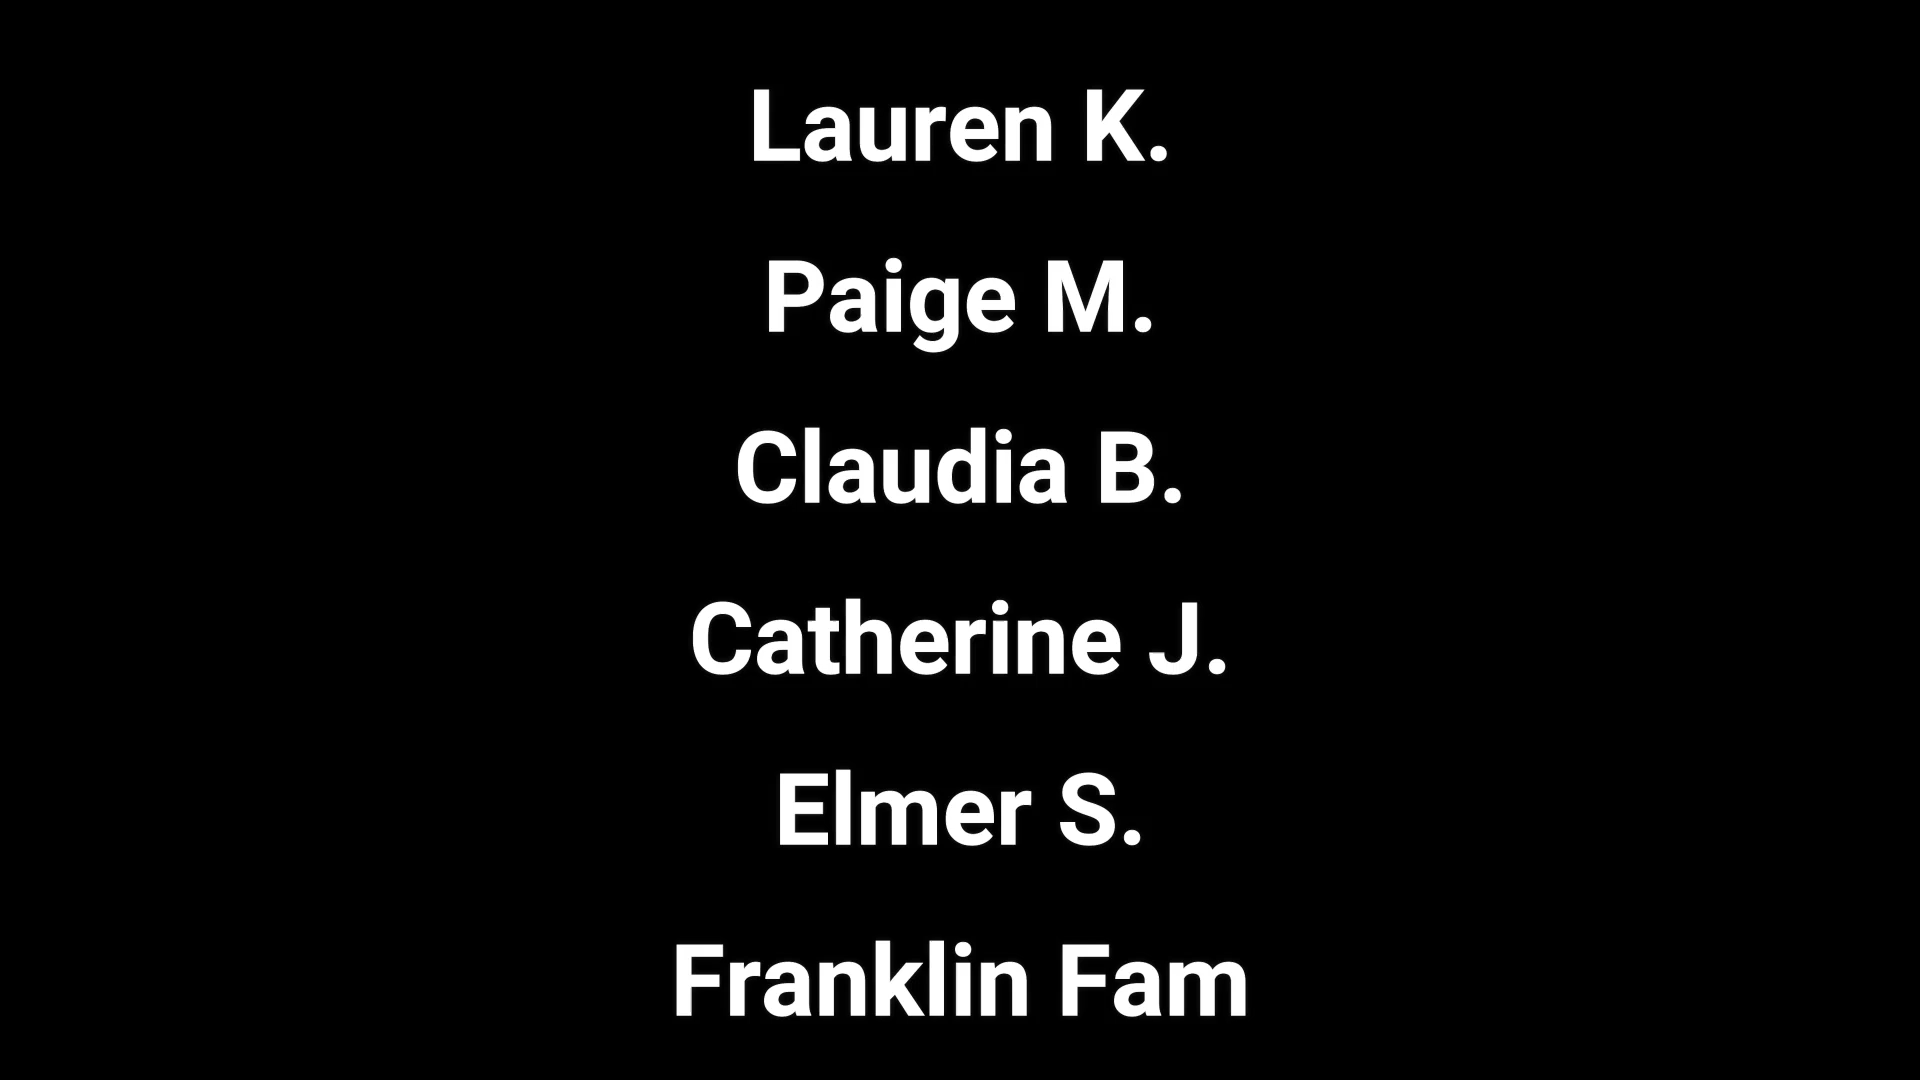 Lauren K.
Paige M.
Claudia B.
Catherine J.
Elmer S.
Franklin Fam